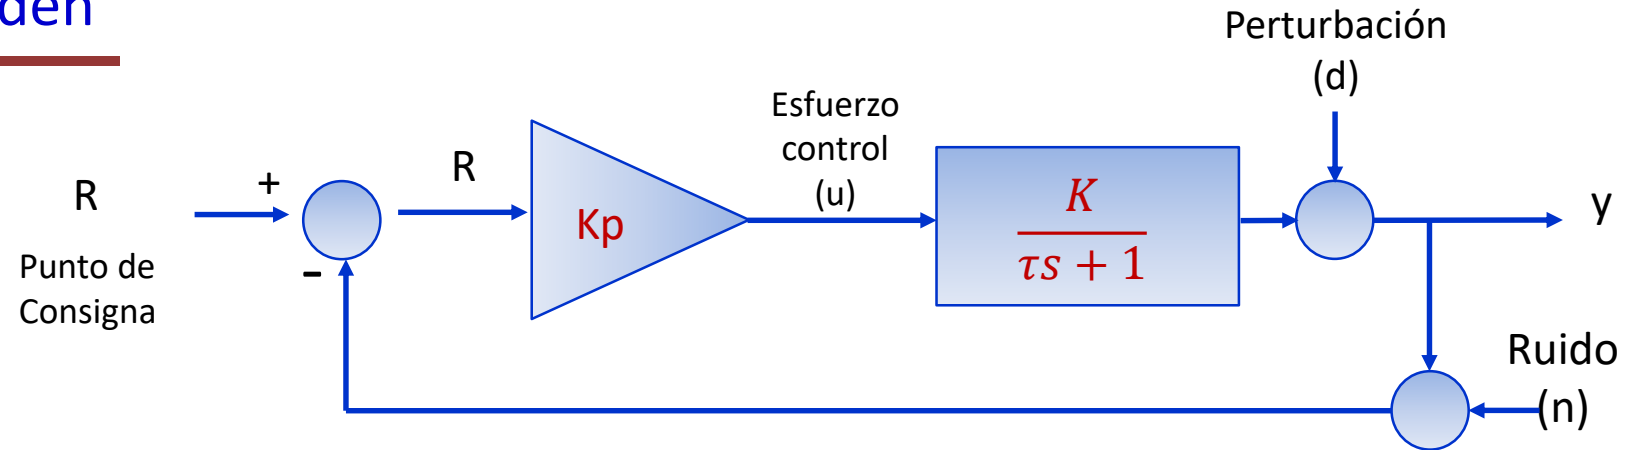 den
Perturbación
(d)
Esfuerzo
control
(u)
R
+
R
Punto de
Consigna
-
Kp
K
τs + 1
y
Ruido
(n)